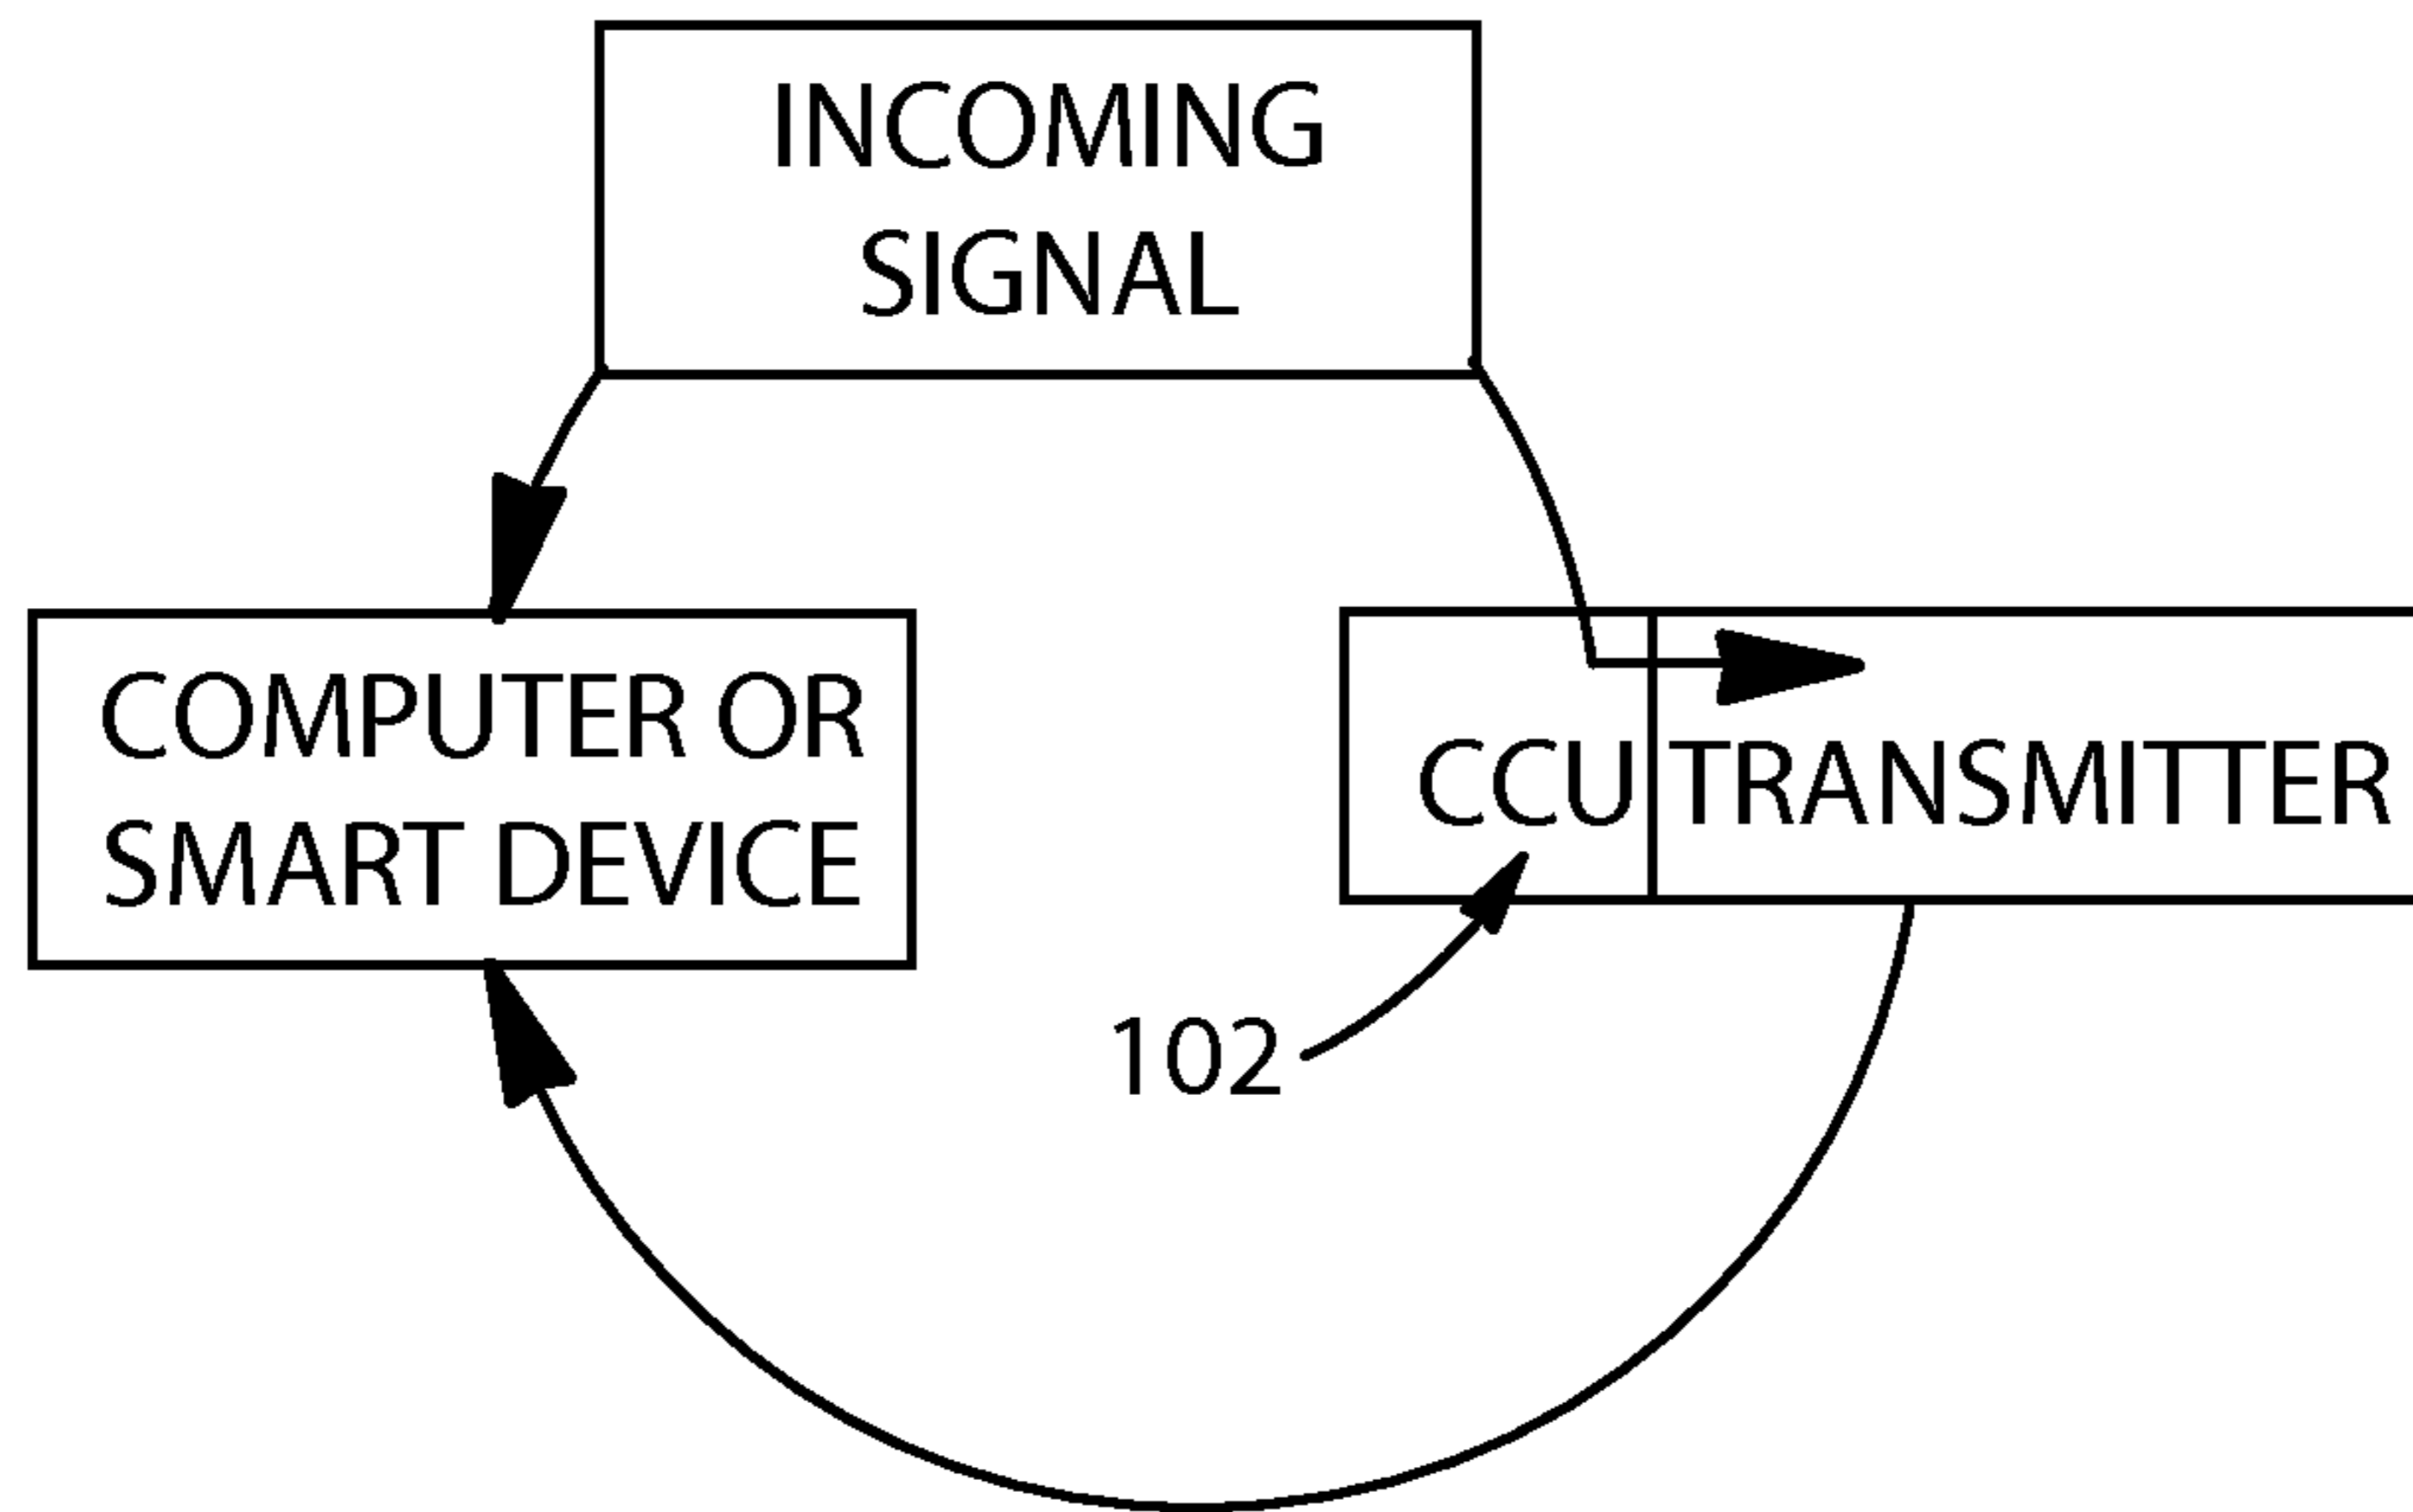 INCOMING
SIGNAL
COMPUTER OR
SMART DEVICE
CCU TRANSMITTER
102